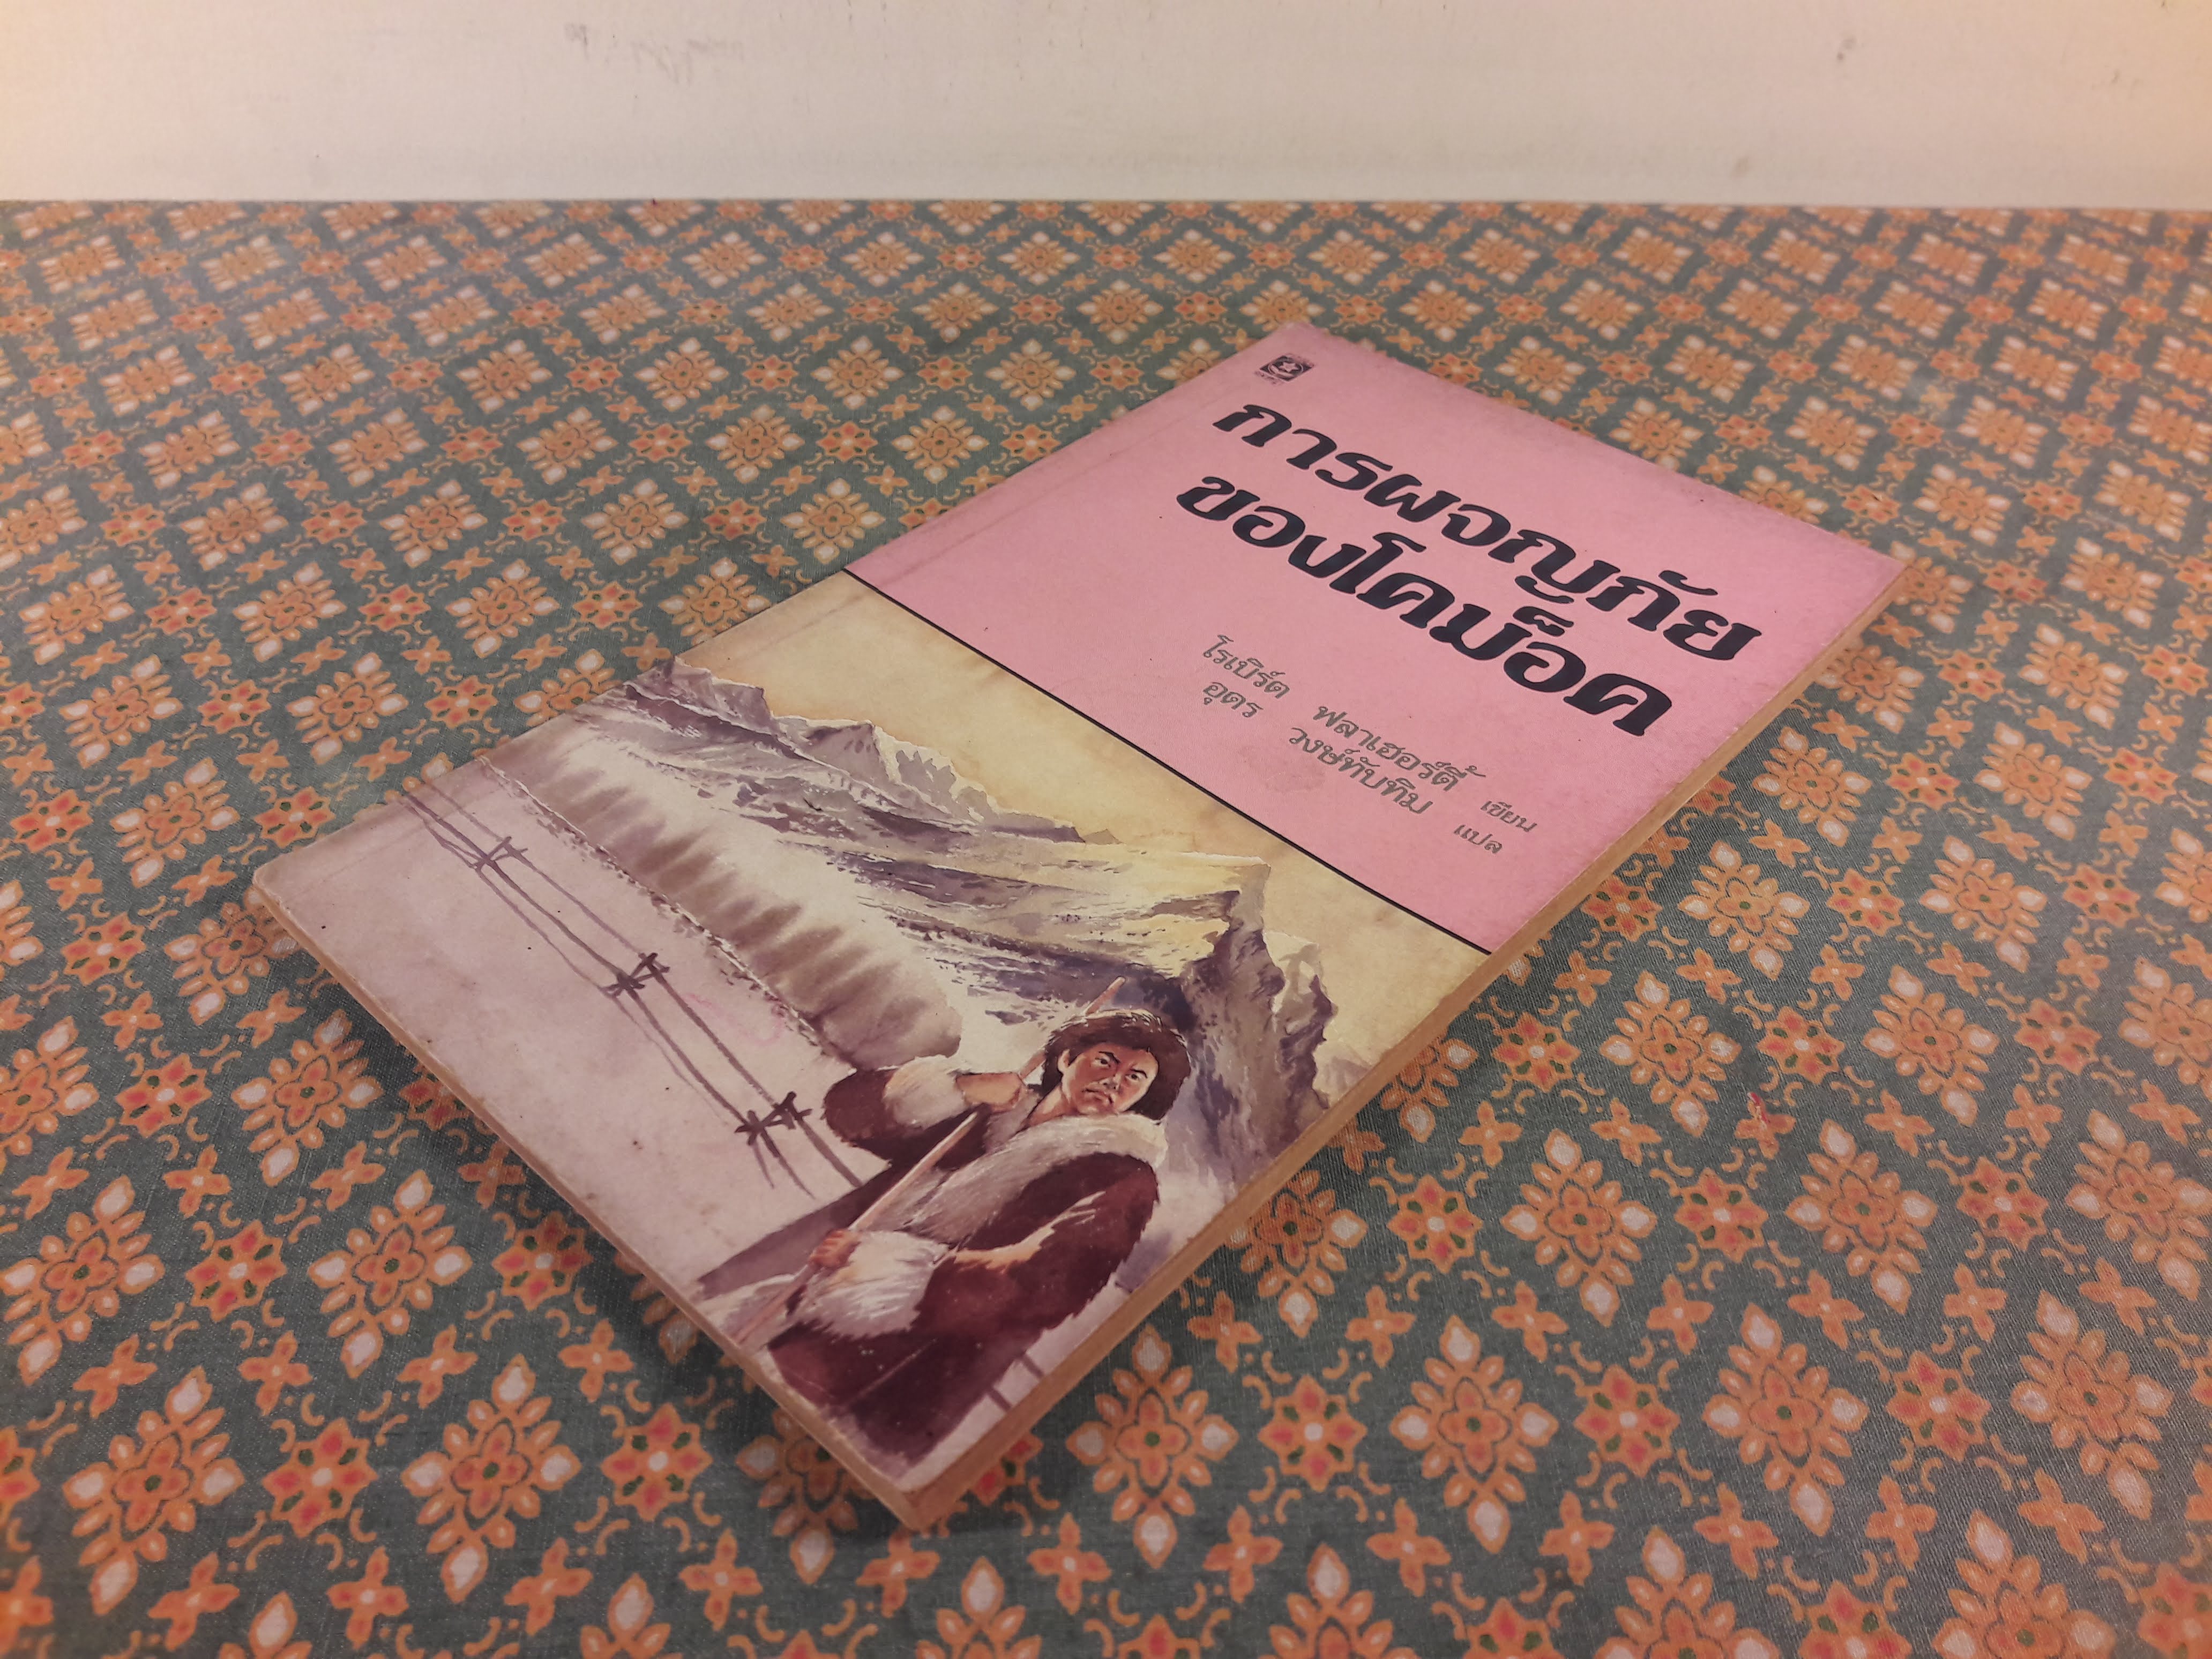 การผจญภัย
ของโคม็อค
โรเบิร์ต ฟลาเฮอร์ตี้ เขียน
อุดร วงษ์ทับทิม แปล